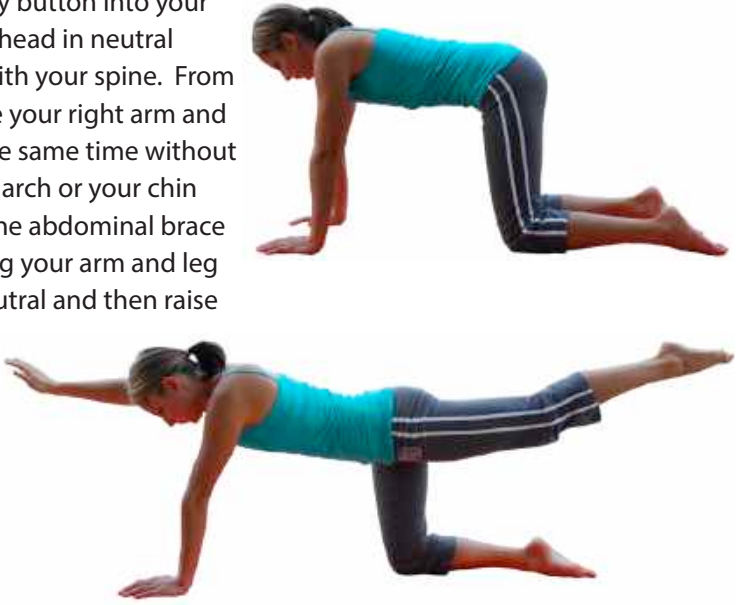 y button into your
head in neutral
ith your spine. From
e your right arm and
e same time without
arch or your chin
he abdominal brace
g your arm and leg
utral and then raise